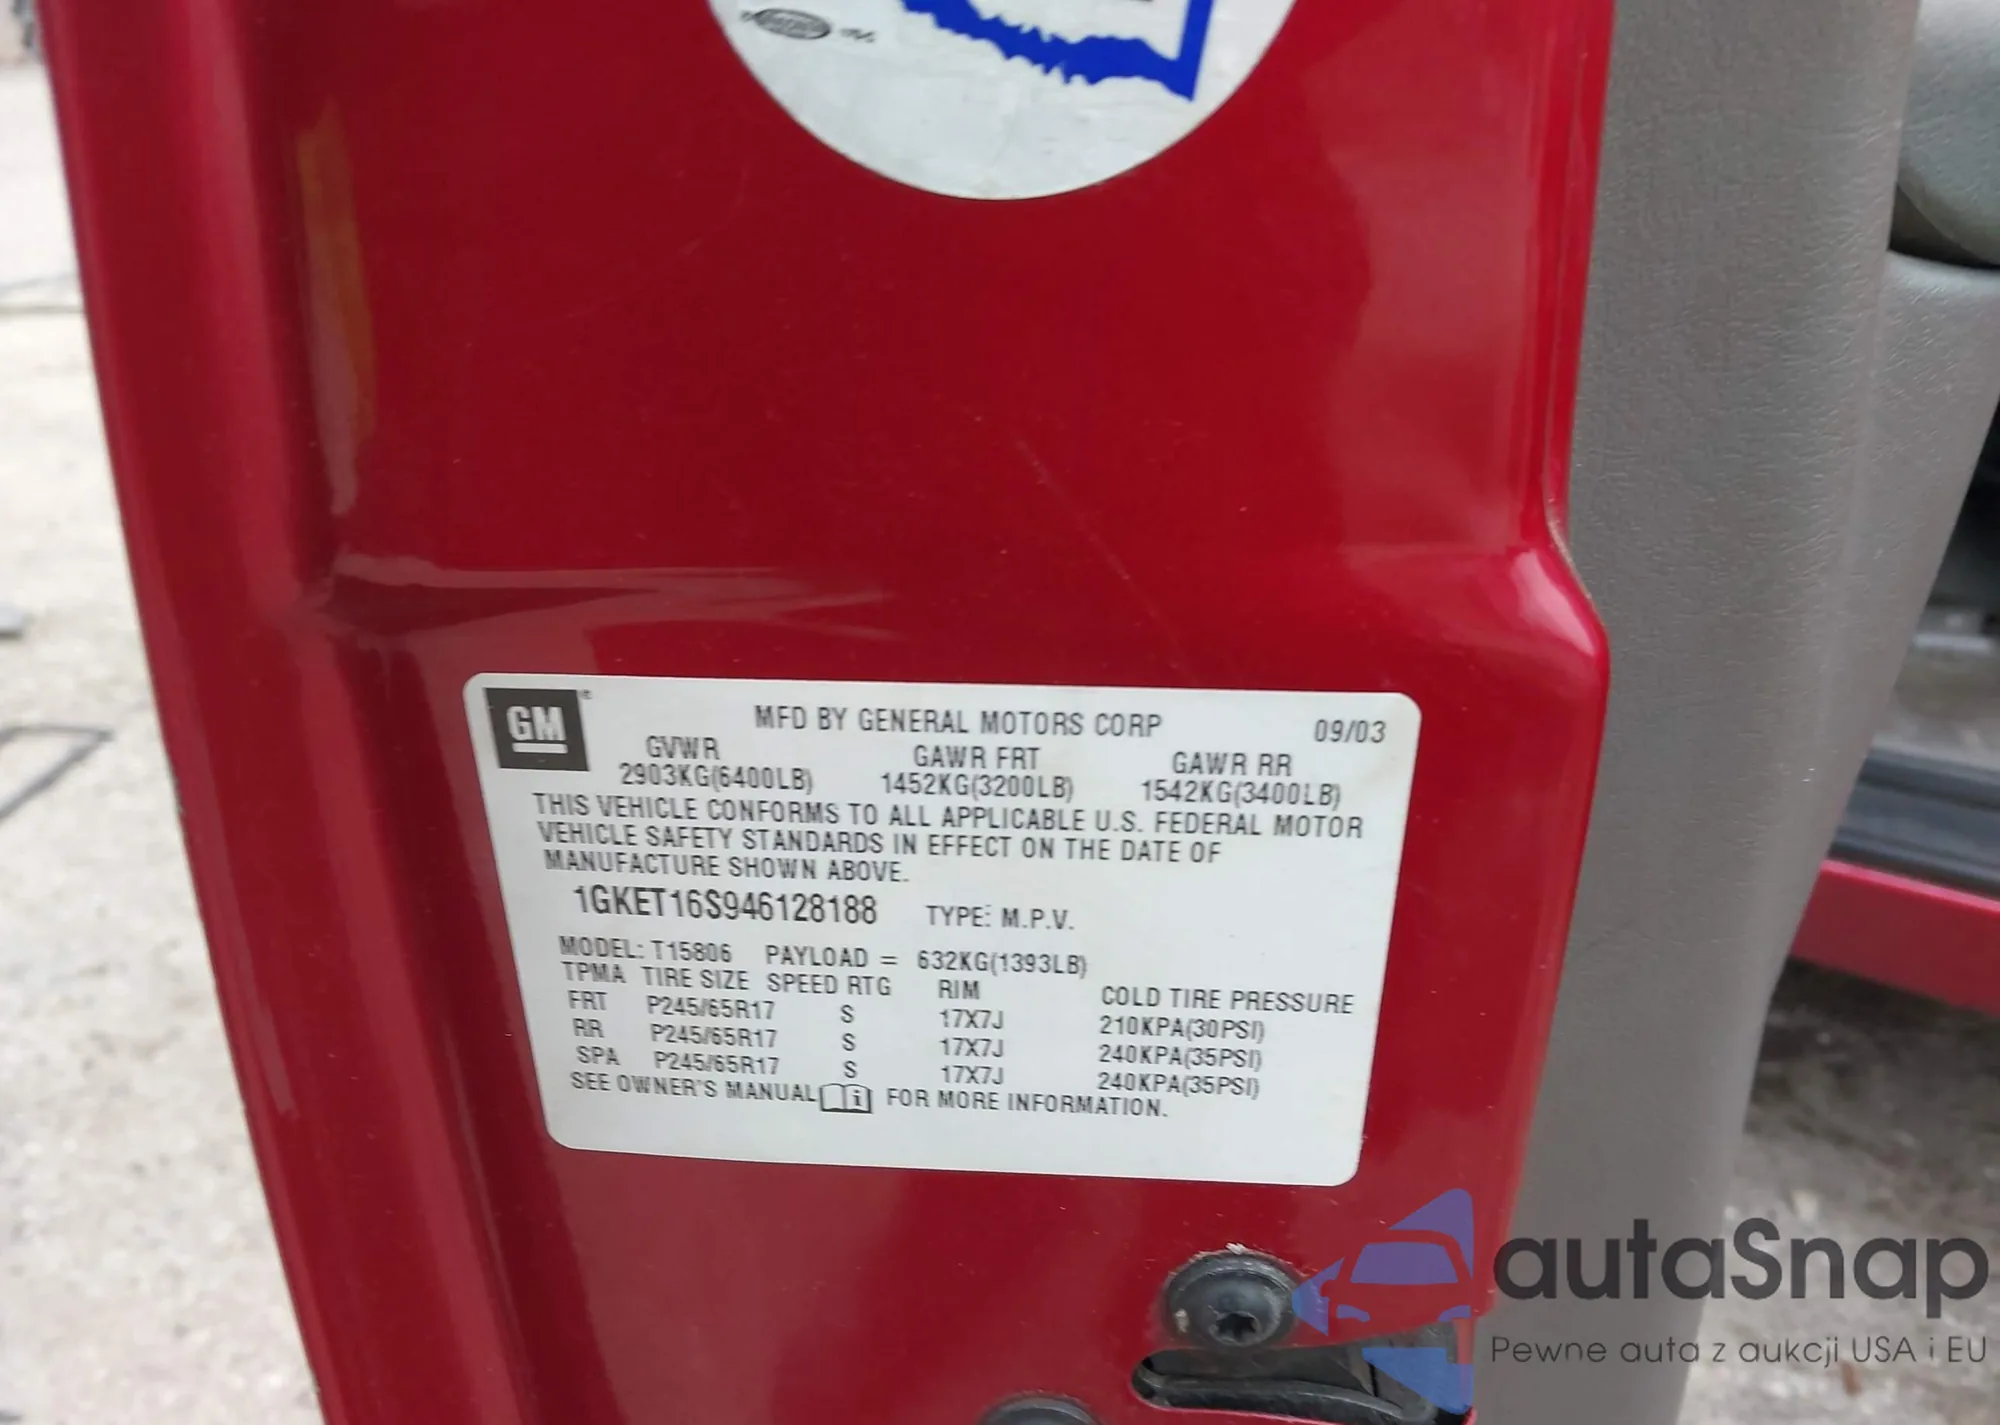 GM
MFD BY GENERAL MOTORS CORP 09/03
GVWR GAWR FRT GAWR RR
2903KG(6400LB) 1452KG(3200LB) 1542KG(3400LB)
THIS VEHICLE CONFORMS TO ALL APPLICABLE U.S. FEDERAL MOTOR
VEHICLE SAFETY STANDARDS IN EFFECT ON THE DATE OF
MANUFACTURE SHOWN ABOVE.
1GKET16S946128188 TYPE: M.P.V.
MODEL: T15806 PAYLOAD = 632KG(1393LB)
TPMA TIRE SIZE SPEED RTG RIM COLD TIRE PRESSURE
FRT P245/65R17 S 17X7J 210KPA(30PSI)
RR P245/65R17 S 17X7J 240KPA(35PSI)
SPA P245/65R17 S 17X7J 240KPA(35PSI)
SEE OWNER'S MANUAL i FOR MORE INFORMATION.
autaSnap
Pewne auta z aukcji USA i EU